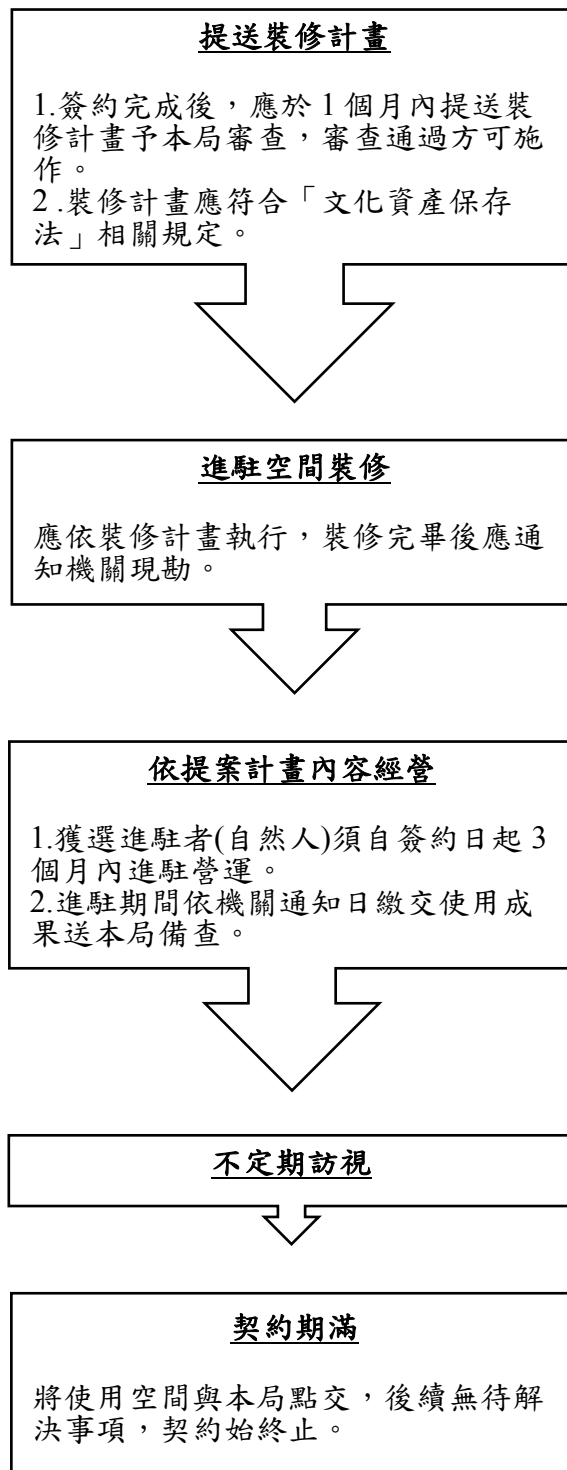 提送裝修計畫
1.簽約完成後，應於 1 個月內提送裝
修計畫予本局審查，審查通過方可施
作。
2 .裝修計畫應符合「文化資產保存
法」相關規定。
進駐空間裝修
應依裝修計畫執行，裝修完畢後應通
知機關現勘。
依提案計畫內容經營
1.獲選進駐者(自然人)須自簽約日起 3
個月內進駐營運。
2.進駐期間依機關通知日繳交使用成
果送本局備查。
不定期訪視
契約期滿
將使用空間與本局點交，後續無待解
決事項，契約始終止。